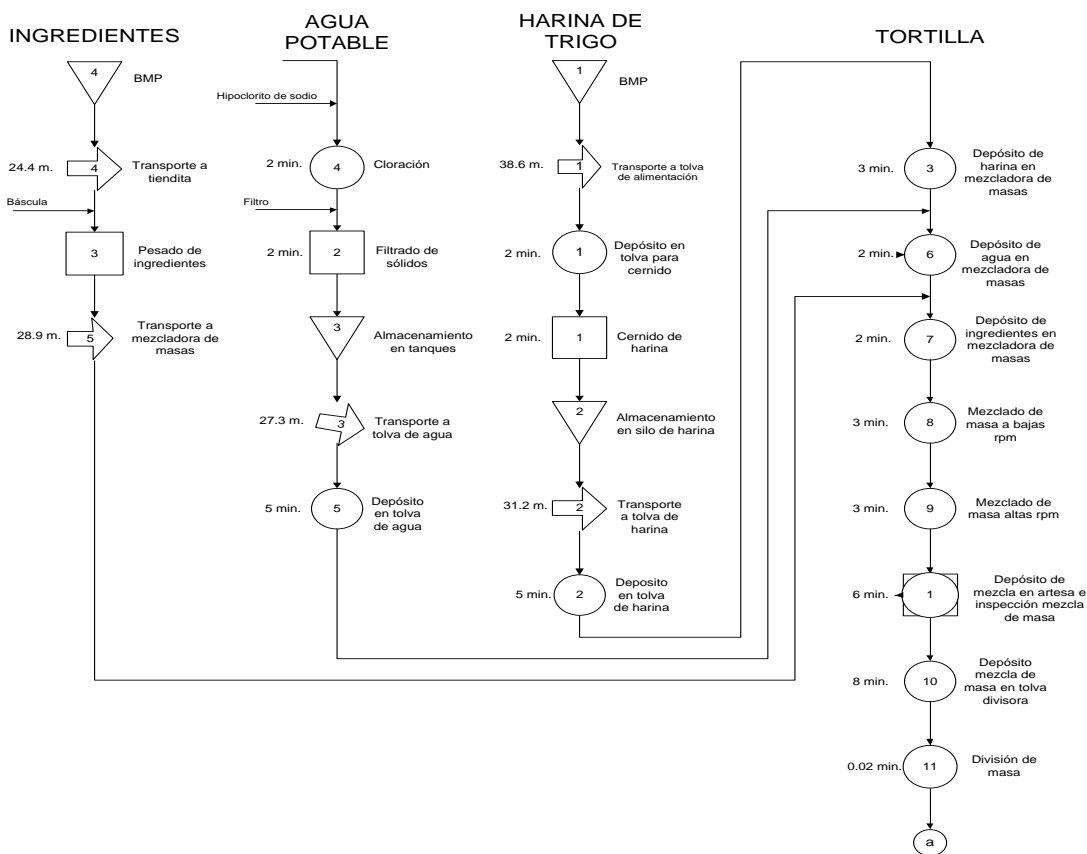 INGREDIENTES
4
BMP
24.4 m.
4
Transporte a
tiendita
Báscula
3
Pesado de
ingredientes
28.9 m.
5
Transporte a
mezcladora de
masas
AGUA
POTABLE
Hipoclorito de sodio
2 min.
4
Cloración
Filtro
2 min.
2
Filtrado de
sólidos
3
Almacenamiento
en tanques
27.3 m.
3
Transporte a
tolva de agua
5 min.
5
Depósito
en tolva
de agua
HARINA DE
TRIGO
1
BMP
38.6 m.
1
Transporte a tolva
de alimentación
2 min.
1
Depósito en
tolva para
cernido
2 min.
1
Cernido de
harina
2
Almacenamiento
en silo de harina
31.2 m.
2
Transporte
a tolva de
harina
5 min.
2
Deposito
en tolva
de harina
TORTILLA
3 min.
3
Depósito de
harina en
mezcladora de
masas
2 min.
6
Depósito de
agua en
mezcladora de
masas
2 min.
7
Depósito de
ingredientes en
mezcladora de
masas
3 min.
8
Mezclado de
masa a bajas
rpm
3 min.
9
Mezclado de
masa altas rpm
6 min.
1
Depósito de
mezcla en artesa e
inspección mezcla
de masa
8 min.
10
Depósito
mezcla de
masa en tolva
divisora
0.02 min.
11
División de
masa
a